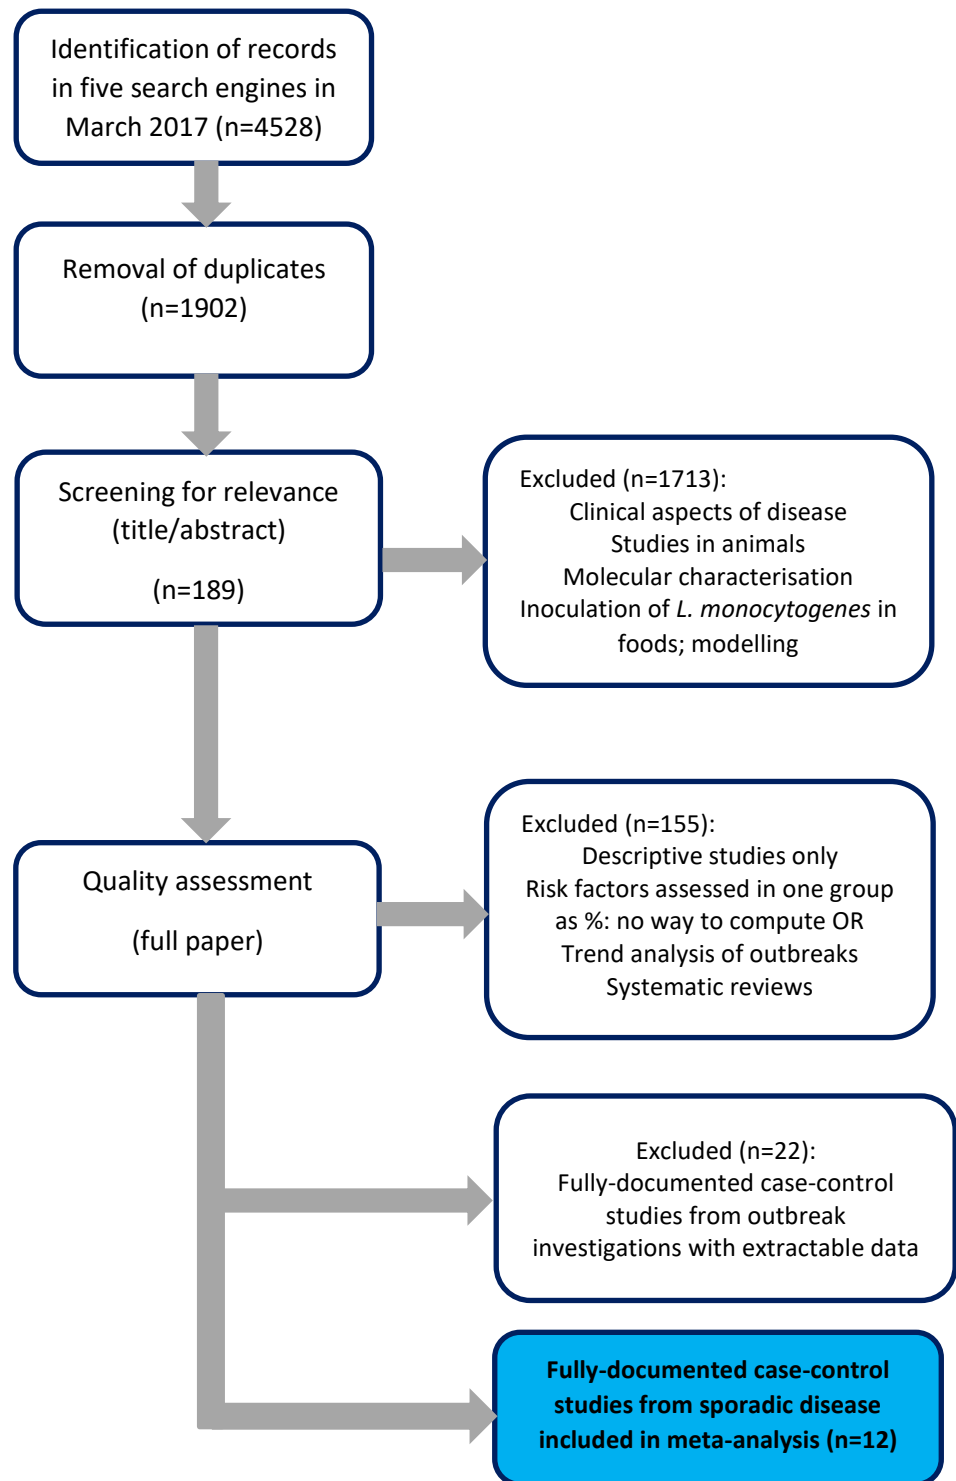 Identification of records
in five search engines in
March 2017 (n=4528)
Removal of duplicates
(n=1902)
Screening for relevance
(title/abstract)
(n=189)
Excluded (n=1713):
Clinical aspects of disease
Studies in animals
Molecular characterisation
Inoculation of L. monocytogenes in
foods; modelling
Quality assessment
(full paper)
Excluded (n=155):
Descriptive studies only
Risk factors assessed in one group
as %: no way to compute OR
Trend analysis of outbreaks
Systematic reviews
Excluded (n=22):
Fully-documented case-control
studies from outbreak
investigations with extractable data
Fully-documented case-control
studies from sporadic disease
included in meta-analysis (n=12)